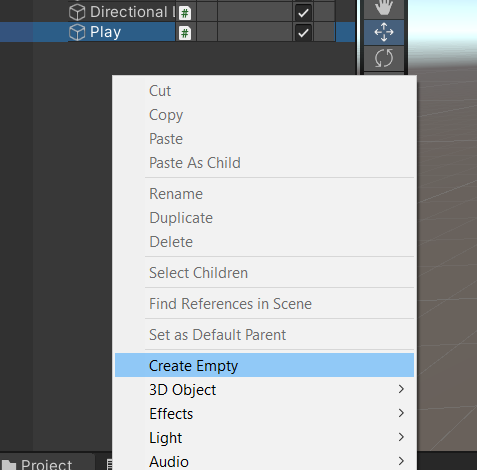 Directional l
Play
Cut
Copy
Paste
Paste As Child
Rename
Duplicate
Delete
Select Children
Find References in Scene
Set as Default Parent
Create Empty
3D Object
Effects
Light
Audio
Project